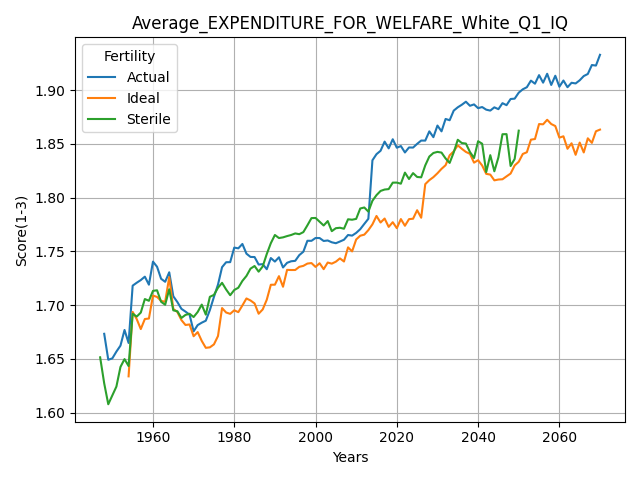 Average_EXPENDITURE_FOR_WELFARE_White_Q1_IQ
Fertility
Actual
Ideal
Sterile
Score(1-3)
1.90
1.85
1.80
1.75
1.70
1.65
1.60
1960 1980 2000 2020 2040 2060
Years